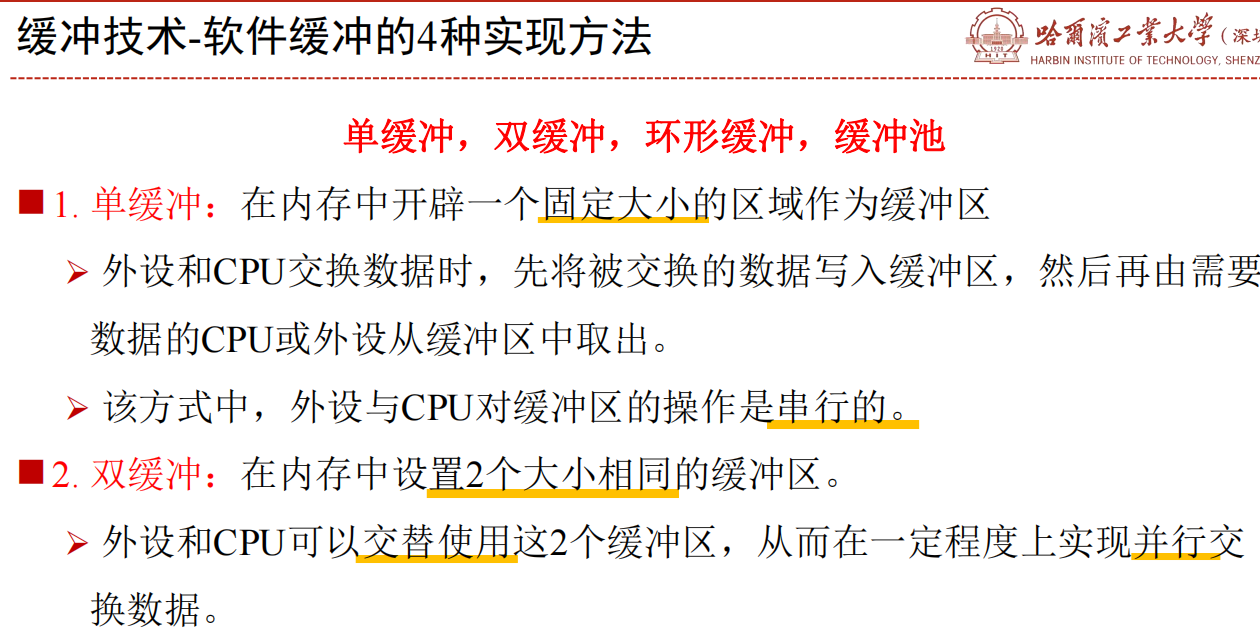 缓冲技术-软件缓冲的4种实现方法
哈爾濱工業大學（深圳
HARBIN INSTITUTE OF TECHNOLOGY, SHENZ
1920
HIT
单缓冲，双缓冲，环形缓冲，缓冲池
1. 单缓冲：在内存中开辟一个固定大小的区域作为缓冲区
外设和CPU交换数据时，先将被交换的数据写入缓冲区，然后再由需要
数据的CPU或外设从缓冲区中取出。
该方式中，外设与CPU对缓冲区的操作是串行的。
2. 双缓冲：在内存中设置2个大小相同的缓冲区。
外设和CPU可以交替使用这2个缓冲区，从而在一定程度上实现并行交
换数据。